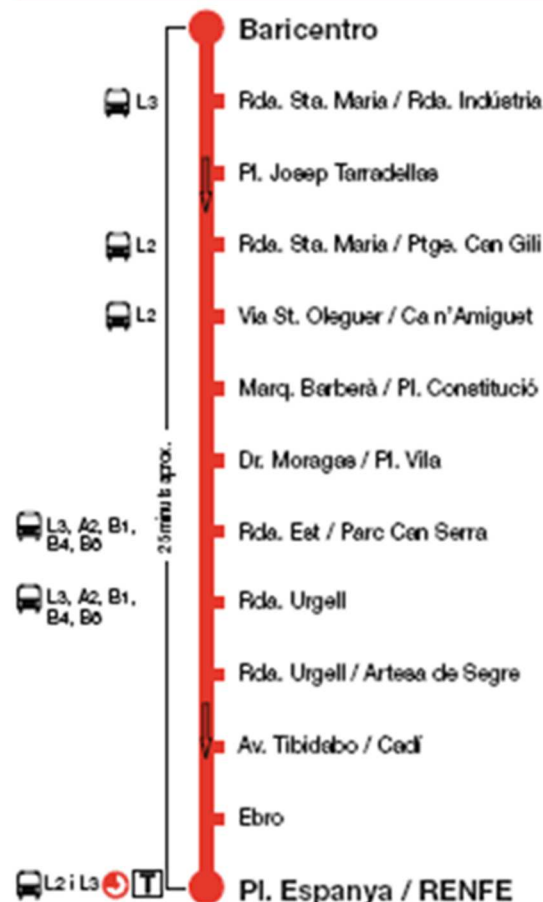 Baricentro
L3 Rda. Sta. Maria / Rda. Indústria
Pl. Josep Tarradellas
L2 Rda. Sta. Maria / Ptge. Can Gili
L2 Via St. Oleguer / Ca n'Amiguet
Marq. Barberà / Pl. Constitució
Dr. Moragas / Pl. Vila
25 minuts aprox.
L3, A2, B1,
B4, B6
Rda. Est / Parc Can Serra
L3, A2, B1,
B4, B6
Rda. Urgell
Rda. Urgell / Artesa de Segre
Av. Tibidabo / Cadí
Ebro
L2 i L3 T Pl. Espanya / RENFE